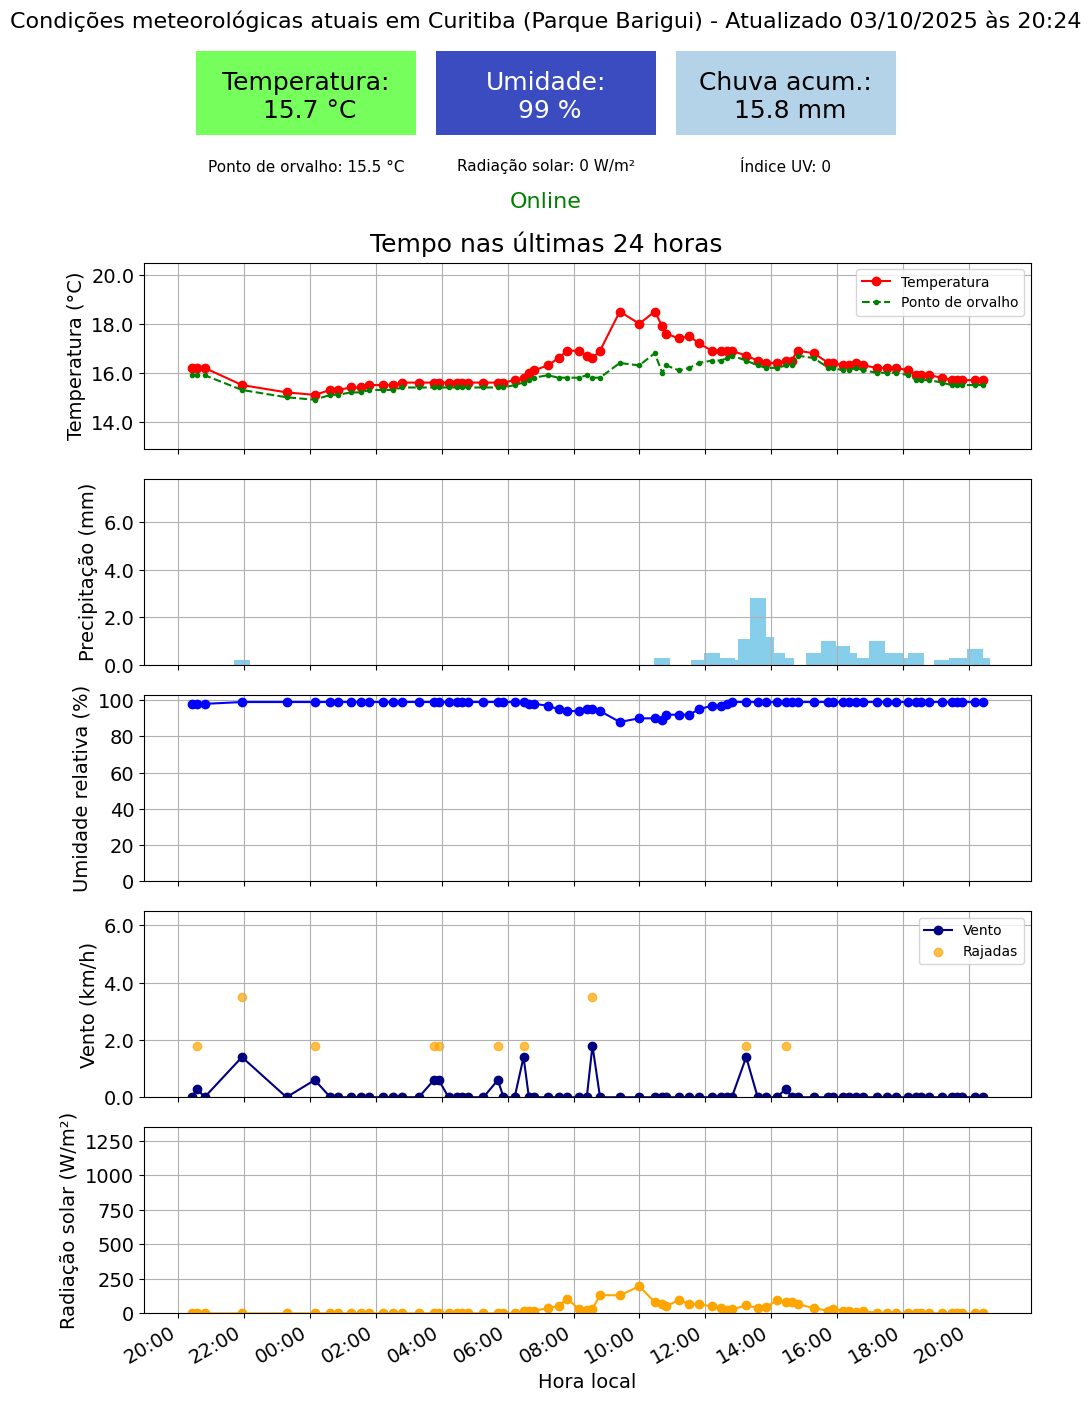 Condições meteorológicas atuais em Curitiba (Parque Barigui) - Atualizado 03/10/2025 às 20:24
Temperatura:
15.7 °C
Umidade:
99 %
Chuva acum.:
15.8 mm
Ponto de orvalho: 15.5 °C
Radiação solar: 0 W/m²
Índice UV: 0
Online
Tempo nas últimas 24 horas
Temperatura (°C)
20.0
18.0
16.0
14.0
Temperatura
Ponto de orvalho
Precipitação (mm)
6.0
4.0
2.0
0.0
Umidade relativa (%)
100
80
60
40
20
0
Vento (km/h)
6.0
4.0
2.0
0.0
Vento
Rajadas
Radiação solar (W/m²)
1250
1000
750
500
250
0
20:00
22:00
00:00
02:00
04:00
06:00
08:00
10:00
12:00
14:00
16:00
18:00
20:00
Hora local